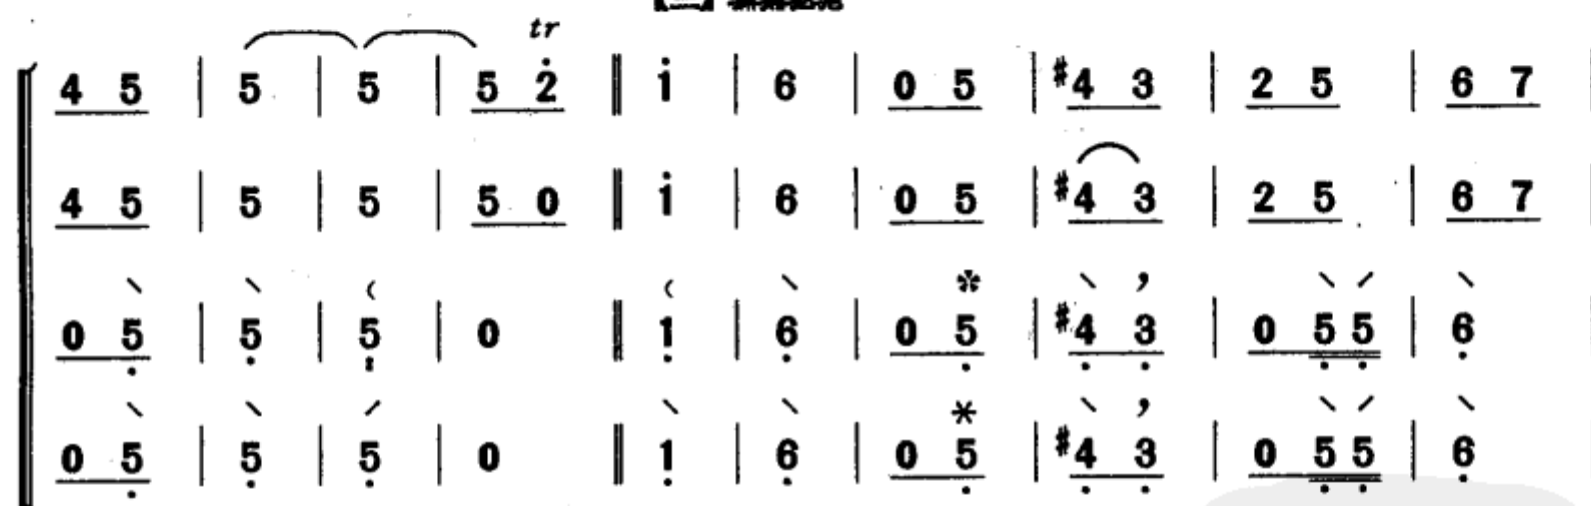 tr
4 5 | 5 | 5 | 5 2̇ ‖ 1̇ | 6 | 0 5 | #4 3 | 2 5 | 6 7
4 5 | 5 | 5 | 5 0 ‖ 1̇ | 6 | 0 5 | #4 3 | 2 5 | 6 7
0 5̣ | 5̣ | 5̣ | 0 ‖ 1̣ | 6̣ | 0 5̣ | #4̣ 3̣ | 0 5̣ 5̣ | 6̣
0 5̣ | 5̣ | 5̣ | 0 ‖ 1̣ | 6̣ | 0 5̣ | #4̣ 3̣ | 0 5̣ 5̣ | 6̣